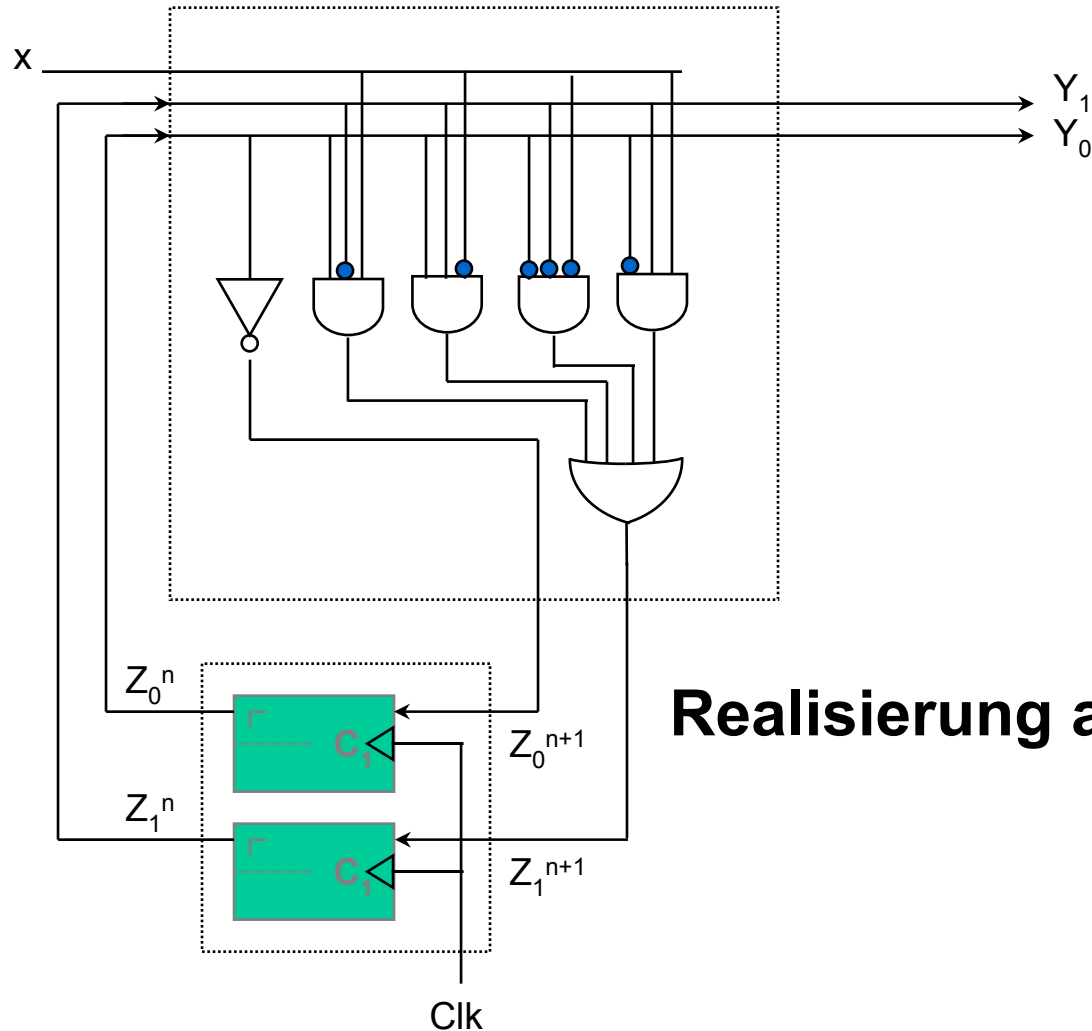 x
Y₁
Y₀
Z₀ⁿ
C₁
Z₀ⁿ⁺¹
Realisierung a
Z₁ⁿ
C₁
Z₁ⁿ⁺¹
Clk